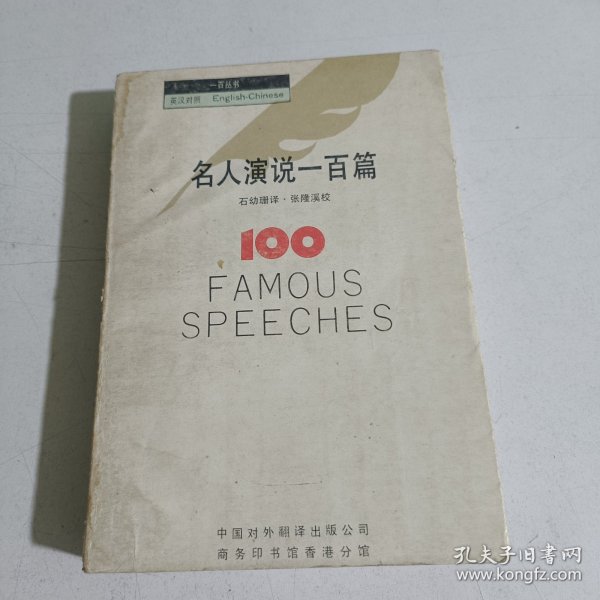 一百丛书
英汉对照 English-Chinese
名人演说一百篇
石幼珊译·张隆溪校
100
FAMOUS
SPEECHES
中国对外翻译出版公司
商务印书馆香港分馆
孔夫子旧书网
www.kongfz.com